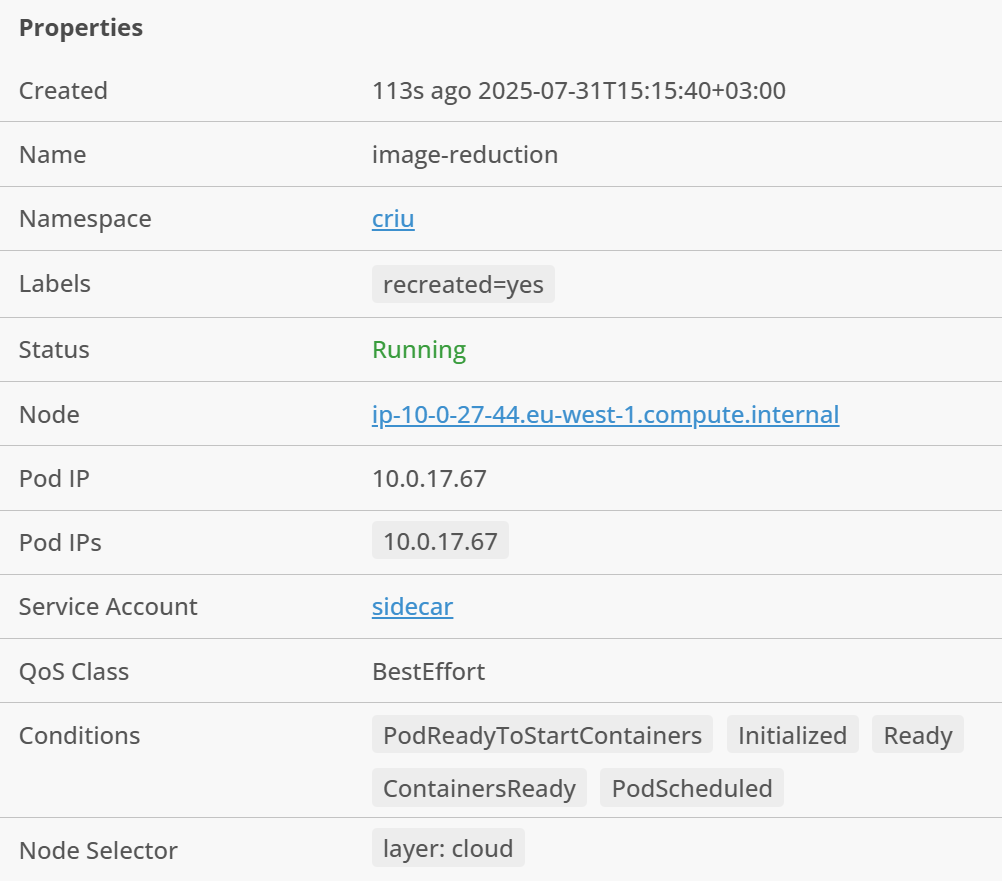 Properties
Created 113s ago 2025-07-31T15:15:40+03:00
Name image-reduction
Namespace criu
Labels recreated=yes
Status Running
Node ip-10-0-27-44.eu-west-1.compute.internal
Pod IP 10.0.17.67
Pod IPs 10.0.17.67
Service Account sidecar
QoS Class BestEffort
Conditions PodReadyToStartContainers Initialized Ready
ContainersReady PodScheduled
Node Selector layer: cloud